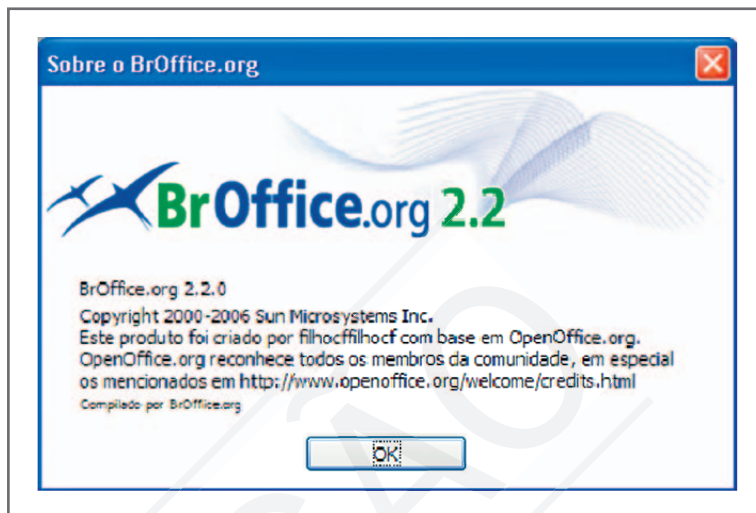 Sobre o BrOffice.org
BrOffice.org 2.2
BrOffice.org 2.2.0
Copyright 2000-2006 Sun Microsystems Inc.
Este produto foi criado por filhocffilhocf com base em OpenOffice.org.
OpenOffice.org reconhece todos os membros da comunidade, em especial
os mencionados em http://www.openoffice.org/welcome/credits.html
Compilado por BrOffice.org
OK